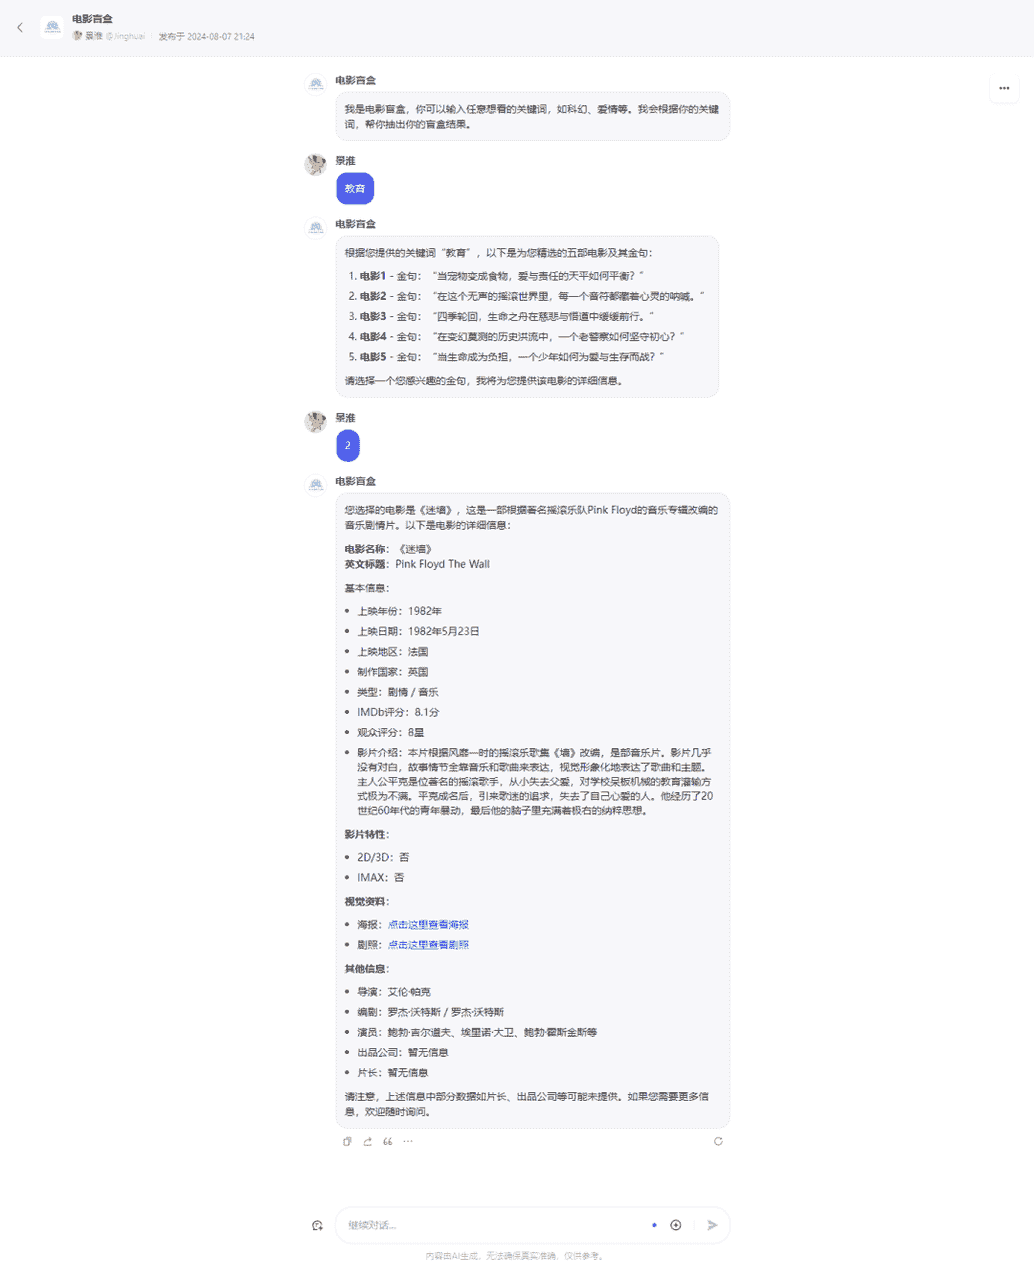 电影盲盒
景淮 @Jinghuai 发布于 2024-08-07 21:24
电影盲盒
我是电影盲盒，你可以输入任意想看的关键词，如科幻、爱情等。我会根据你的关键
词，帮你抽出你的盲盒结果。
景淮
教育
电影盲盒
根据您提供的关键词“教育”，以下是为您精选的五部电影及其金句：
1. 电影1 - 金句： “当宠物变成食物，爱与责任的天平如何平衡？”
2. 电影2 - 金句： “在这个无声的摇滚世界里，每一个音符都藏着心灵的呐喊。”
3. 电影3 - 金句： “四季轮回，生命之舟在慈悲与悟道中缓缓前行。”
4. 电影4 - 金句： “在变幻莫测的历史洪流中，一个老警察如何坚守初心？”
5. 电影5 - 金句： “当生命成为负担，一个少年如何为爱与生存而战？”
请选择一个您感兴趣的金句，我将为您提供该电影的详细信息。
景淮
2
电影盲盒
您选择的电影是《迷墙》，这是一部根据著名摇滚乐队Pink Floyd的音乐专辑改编的
音乐剧情片。以下是电影的详细信息：
电影名称：《迷墙》
英文标题：Pink Floyd The Wall
基本信息：
• 上映年份：1982年
• 上映日期：1982年5月23日
• 上映地区：法国
• 制作国家：英国
• 类型：剧情 / 音乐
• IMDb评分：8.1分
• 观众评分：8星
• 影片介绍：本片根据风靡一时的摇滚乐歌集《墙》改编，是部音乐片。影片几乎
没有对白，故事情节全靠音乐和歌曲来表达，视觉形象化地表达了歌曲和主题。
主人公平克是位著名的摇滚歌手，从小失去父爱，对学校呆板机械的教育灌输方
式极为不满。平克成名后，引来歌迷的追求，失去了自己心爱的人。他经历了20
世纪60年代的青年暴动，最后他的脑子里充满着极右的纳粹思想。
影片特性：
• 2D/3D：否
• IMAX：否
视觉资料：
• 海报：点击这里查看海报
• 剧照：点击这里查看剧照
其他信息：
• 导演：艾伦·帕克
• 编剧：罗杰·沃特斯 / 罗杰·沃特斯
• 演员：鲍勃·吉尔道夫、埃里诺·大卫、鲍勃·霍斯金斯等
• 出品公司：暂无信息
• 片长：暂无信息
请注意，上述信息中部分数据如片长、出品公司等可能未提供。如果您需要更多信
息，欢迎随时询问。
继续对话...
内容由AI生成，无法确保真实准确，仅供参考。